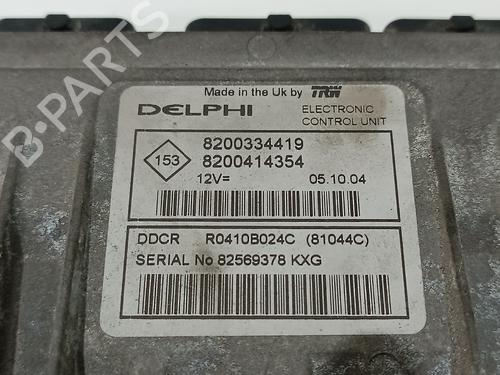 B-PARTS
Made in the Uk by TRW
DELPHI ELECTRONIC
CONTROL UNIT
153
8200334419
8200414354
12V= 05.10.04
DDCR R0410B024C (81044C)
SERIAL No 82569378 KXG